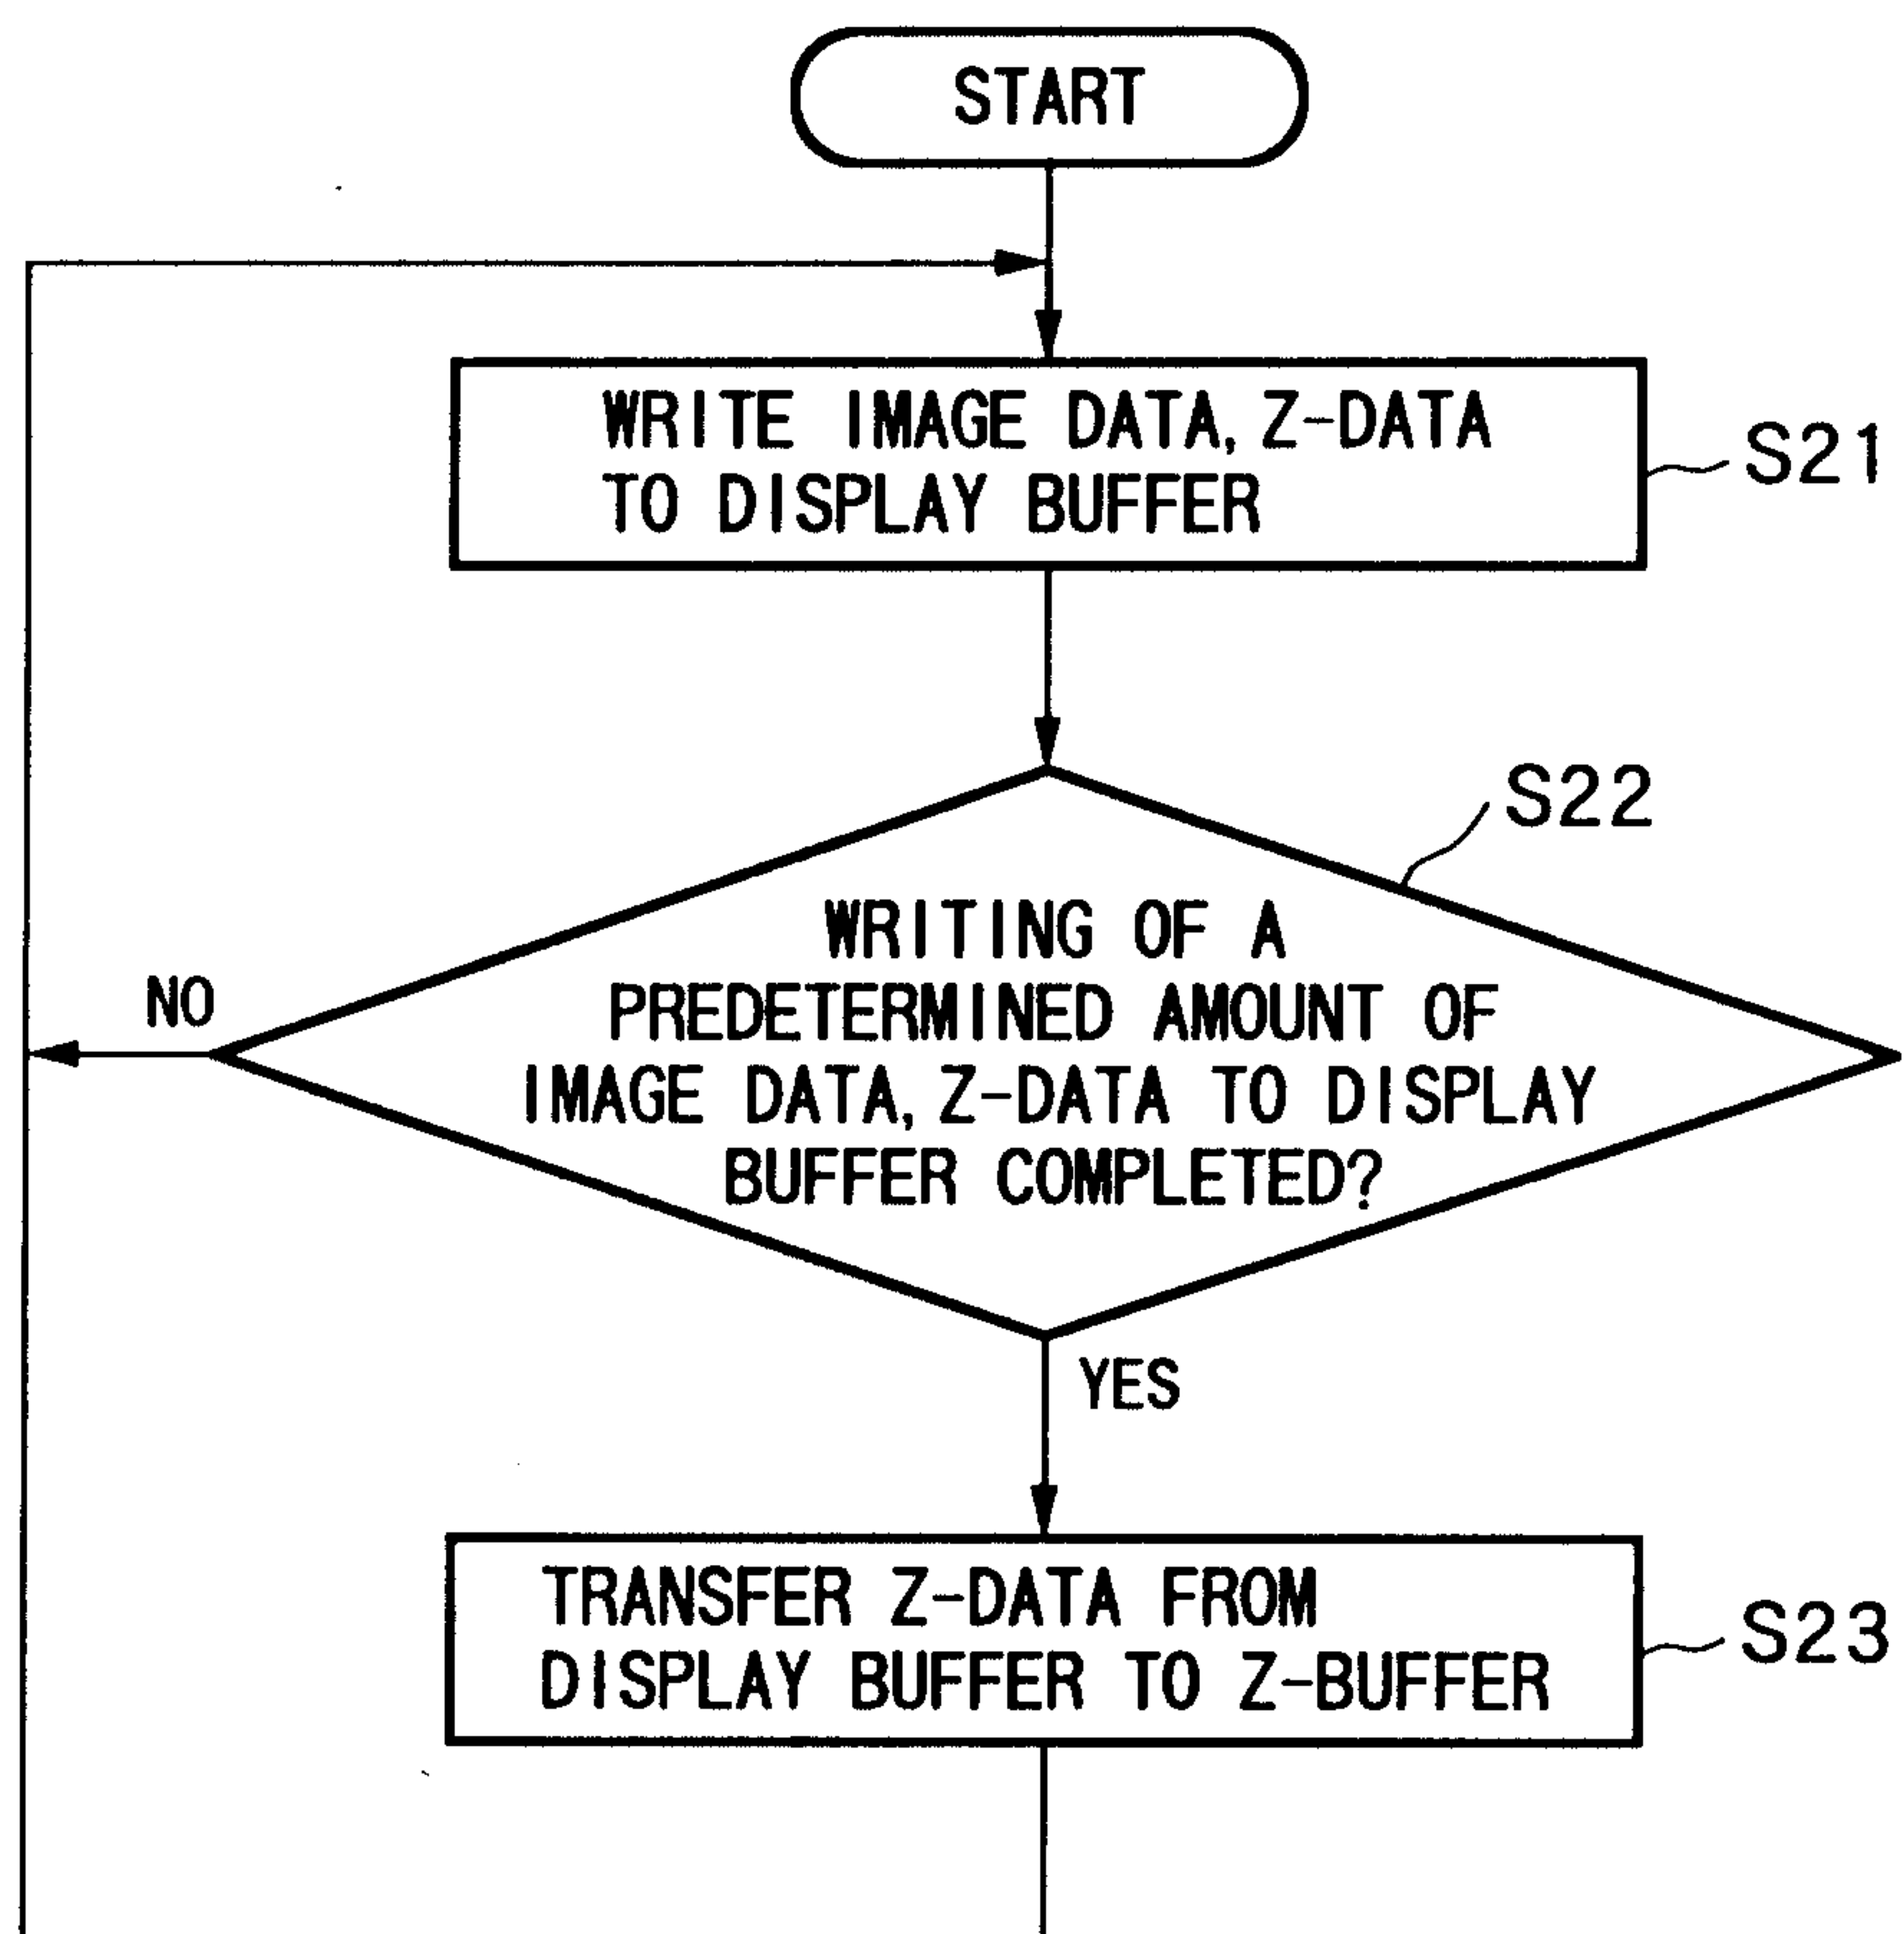 START
WRITE IMAGE DATA, Z-DATA
TO DISPLAY BUFFER
S21
S22
WRITING OF A
PREDETERMINED AMOUNT OF
IMAGE DATA, Z-DATA TO DISPLAY
BUFFER COMPLETED?
NO
YES
TRANSFER Z-DATA FROM
DISPLAY BUFFER TO Z-BUFFER
S23